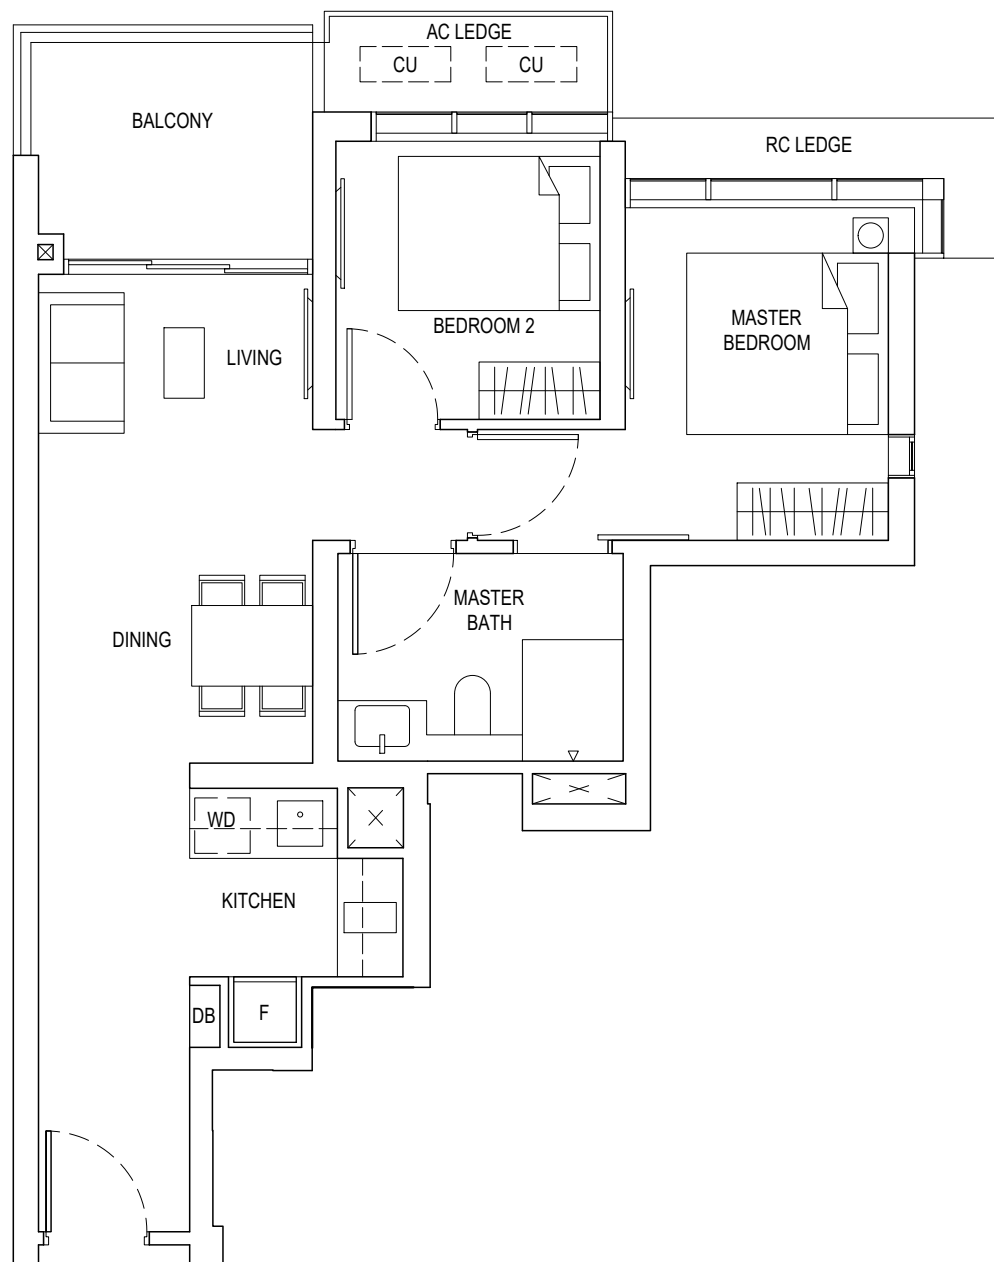 AC LEDGE
CU
CU
BALCONY
RC LEDGE
BEDROOM 2
MASTER
BEDROOM
LIVING
MASTER
BATH
DINING
WD
KITCHEN
DB
F